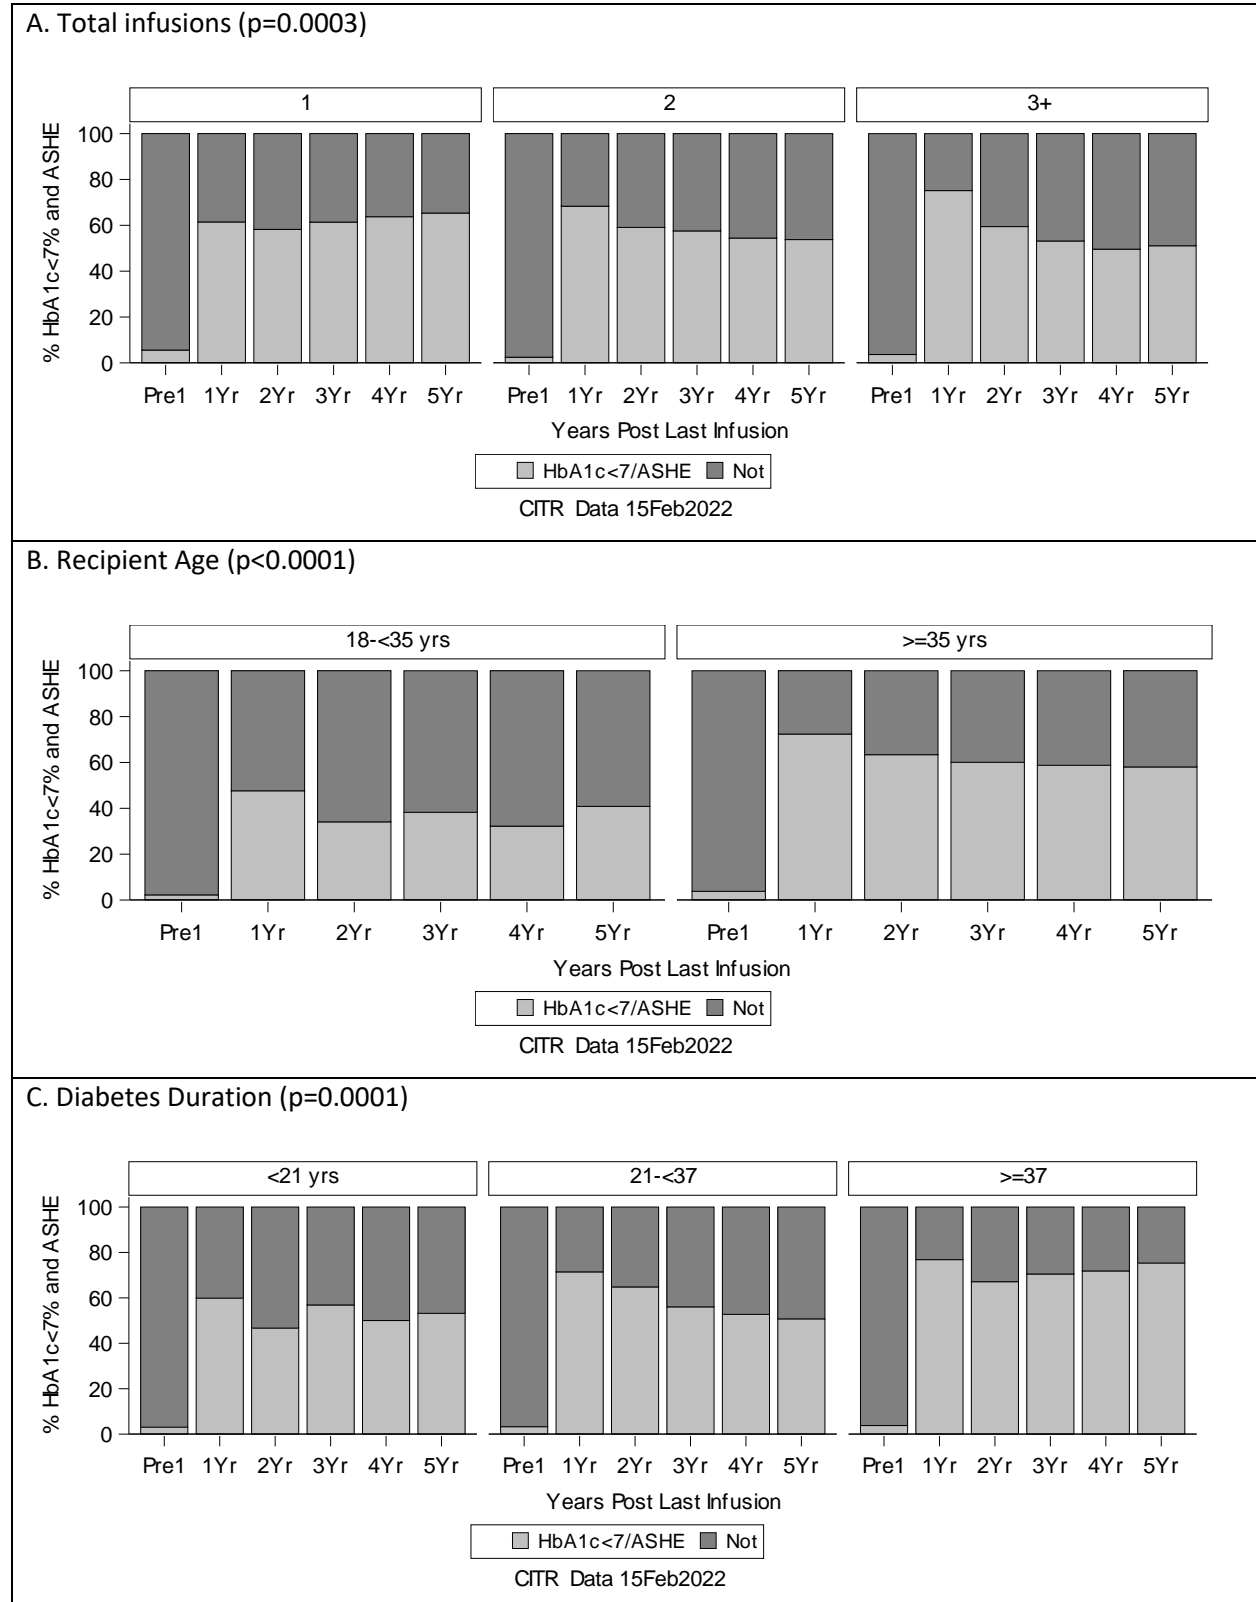 A. Total infusions (p=0.0003)
1 2 3+
% HbA1c<7% and ASHE
100
80
60
40
20
0
Pre1 1Yr 2Yr 3Yr 4Yr 5Yr Pre1 1Yr 2Yr 3Yr 4Yr 5Yr Pre1 1Yr 2Yr 3Yr 4Yr 5Yr
Years Post Last Infusion
HbA1c<7/ASHE Not
CITR Data 15Feb2022
B. Recipient Age (p<0.0001)
18-<35 yrs >=35 yrs
% HbA1c<7% and ASHE
100
80
60
40
20
0
Pre1 1Yr 2Yr 3Yr 4Yr 5Yr Pre1 1Yr 2Yr 3Yr 4Yr 5Yr
Years Post Last Infusion
HbA1c<7/ASHE Not
CITR Data 15Feb2022
C. Diabetes Duration (p=0.0001)
<21 yrs 21-<37 >=37
% HbA1c<7% and ASHE
100
80
60
40
20
0
Pre1 1Yr 2Yr 3Yr 4Yr 5Yr Pre1 1Yr 2Yr 3Yr 4Yr 5Yr Pre1 1Yr 2Yr 3Yr 4Yr 5Yr
Years Post Last Infusion
HbA1c<7/ASHE Not
CITR Data 15Feb2022